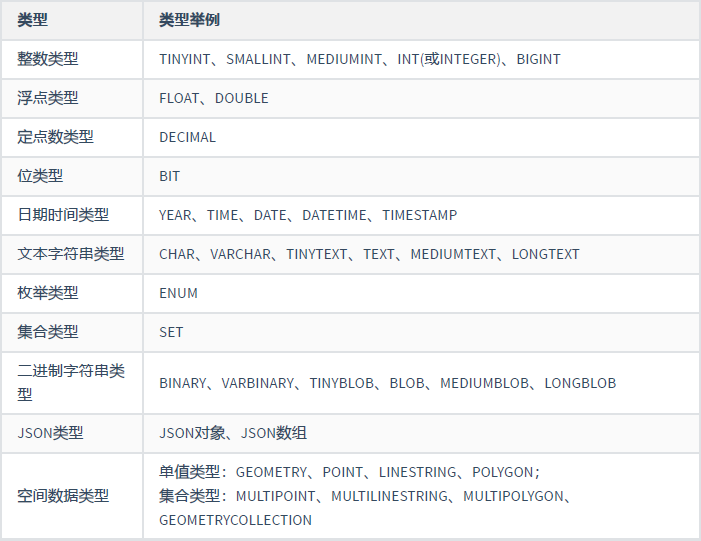 类型 类型举例
整数类型 TINYINT、SMALLINT、MEDIUMINT、INT(或INTEGER)、BIGINT
浮点类型 FLOAT、DOUBLE
定点数类型 DECIMAL
位类型 BIT
日期时间类型 YEAR、TIME、DATE、DATETIME、TIMESTAMP
文本字符串类型 CHAR、VARCHAR、TINYTEXT、TEXT、MEDIUMTEXT、LONGTEXT
枚举类型 ENUM
集合类型 SET
二进制字符串类
型
BINARY、VARBINARY、TINYBLOB、BLOB、MEDIUMBLOB、LONGBLOB
JSON类型 JSON对象、JSON数组
空间数据类型
单值类型：GEOMETRY、POINT、LINESTRING、POLYGON；
集合类型：MULTIPOINT、MULTILINESTRING、MULTIPOLYGON、
GEOMETRYCOLLECTION